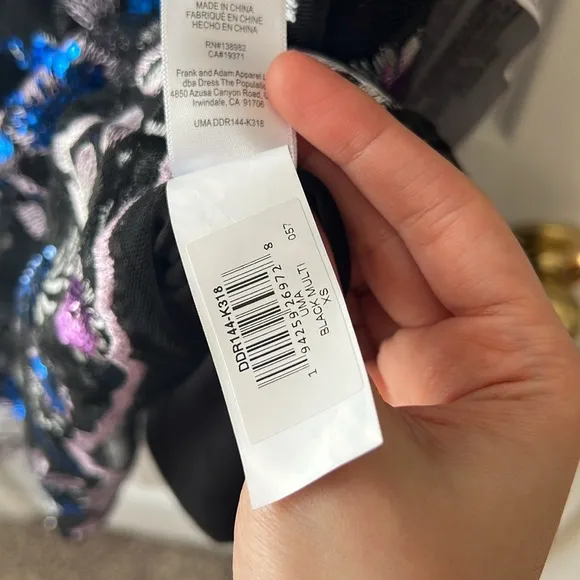 MADE IN CHINA
FABRIQUÉ EN CHINE
HECHO EN CHINA
RN#138982
CA#19371
Frank and Adam Apparel
dba Dress The Population
4850 Azusa Canyon Road,
Irwindale, CA 91706
UMA DDR144-K318
DDR144-K318
1 94259 26972 8
UMA
BLACK MULTI 057
XS